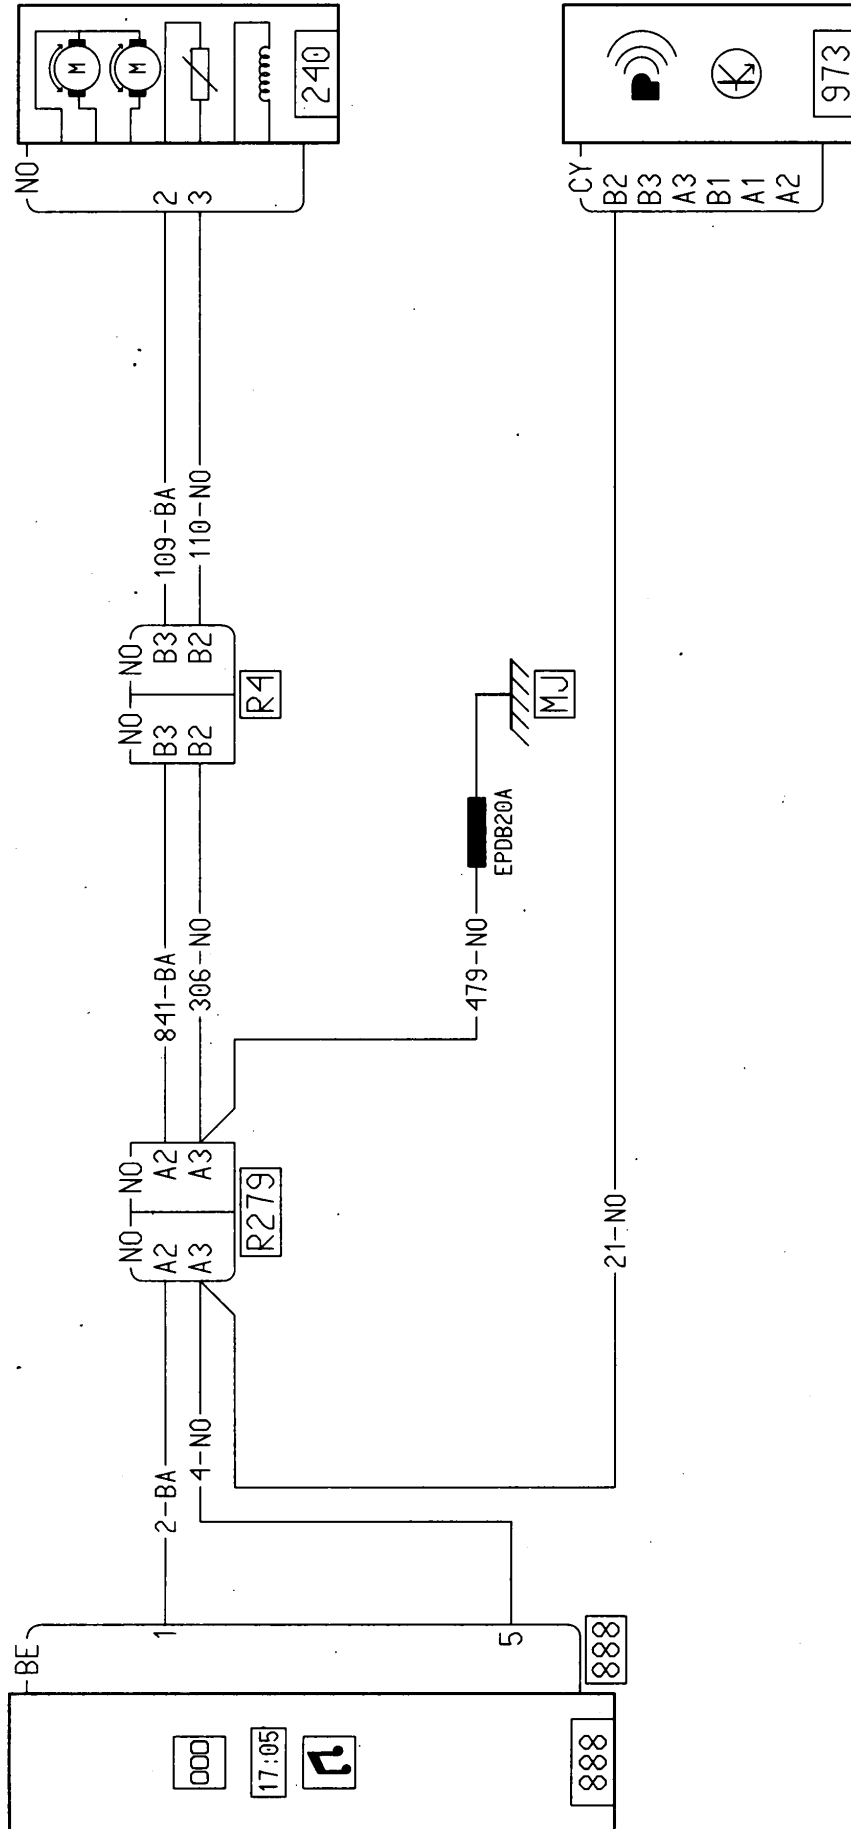 M
M
240
NO
2
3
109-BA
110-NO
NO
B3
B2
NO
B3
B2
R4
841-BA
306-NO
NO
A2
A3
NO
A2
A3
R279
2-BA
4-NO
BE
1
5
888
000
17:05
888
973
CY
B2
B3
A3
B1
A1
A2
21-NO
479-NO
EPDB20A
MJ